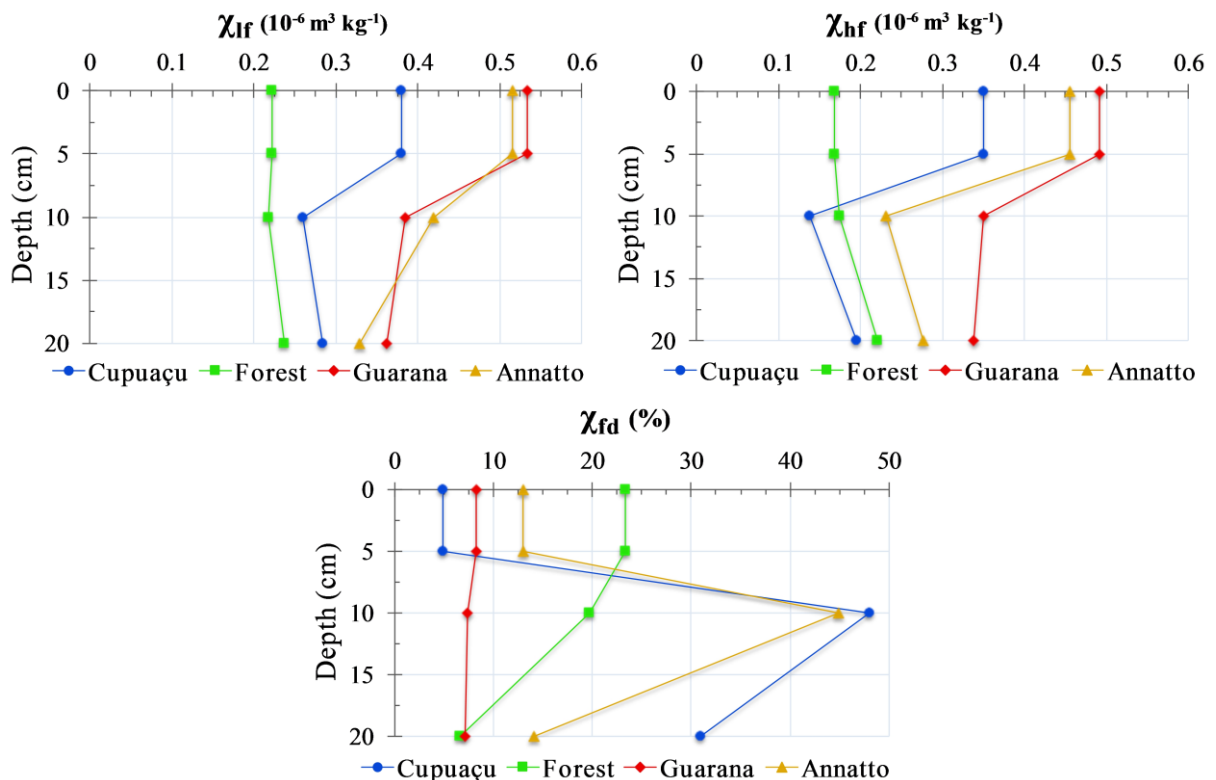 χlf (10⁻⁶ m³ kg⁻¹)
0 0.1 0.2 0.3 0.4 0.5 0.6
Depth (cm)
0
5
10
15
20
Cupuaçu Forest Guarana Annatto
χhf (10⁻⁶ m³ kg⁻¹)
0 0.1 0.2 0.3 0.4 0.5 0.6
Depth (cm)
0
5
10
15
20
Cupuaçu Forest Guarana Annatto
χfd (%)
0 10 20 30 40 50
Depth (cm)
0
5
10
15
20
Cupuaçu Forest Guarana Annatto